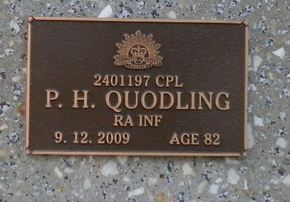 2401197 CPL
P. H. QUODLING
RA INF
9. 12. 2009 AGE 82